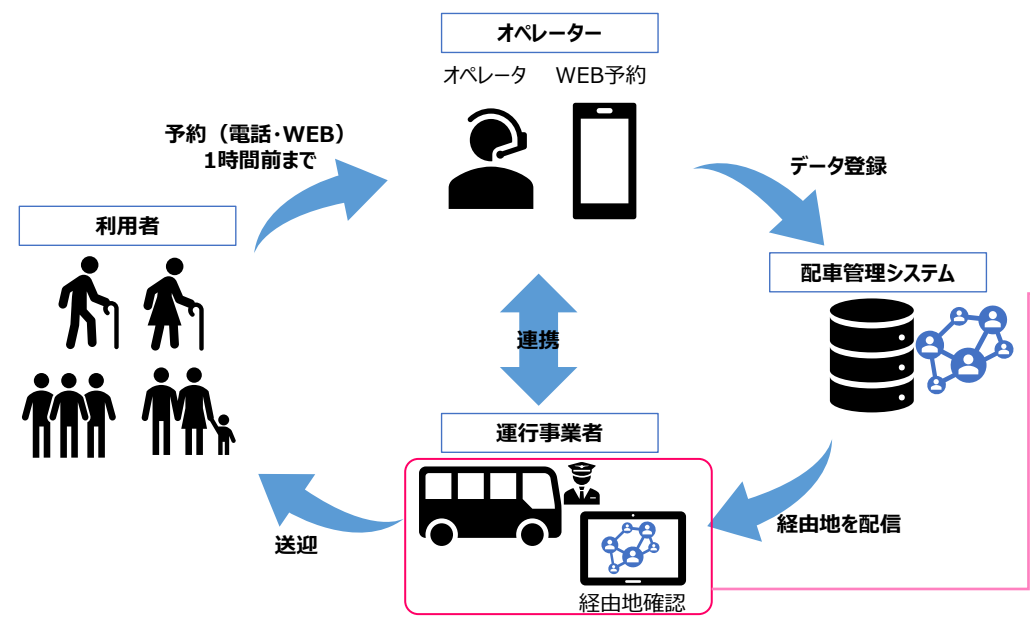 オペレーター
オペレータ
WEB予約
予約（電話・WEB）
1時間前まで
データ登録
利用者
配車管理システム
連携
運行事業者
経由地を配信
送迎
経由地確認